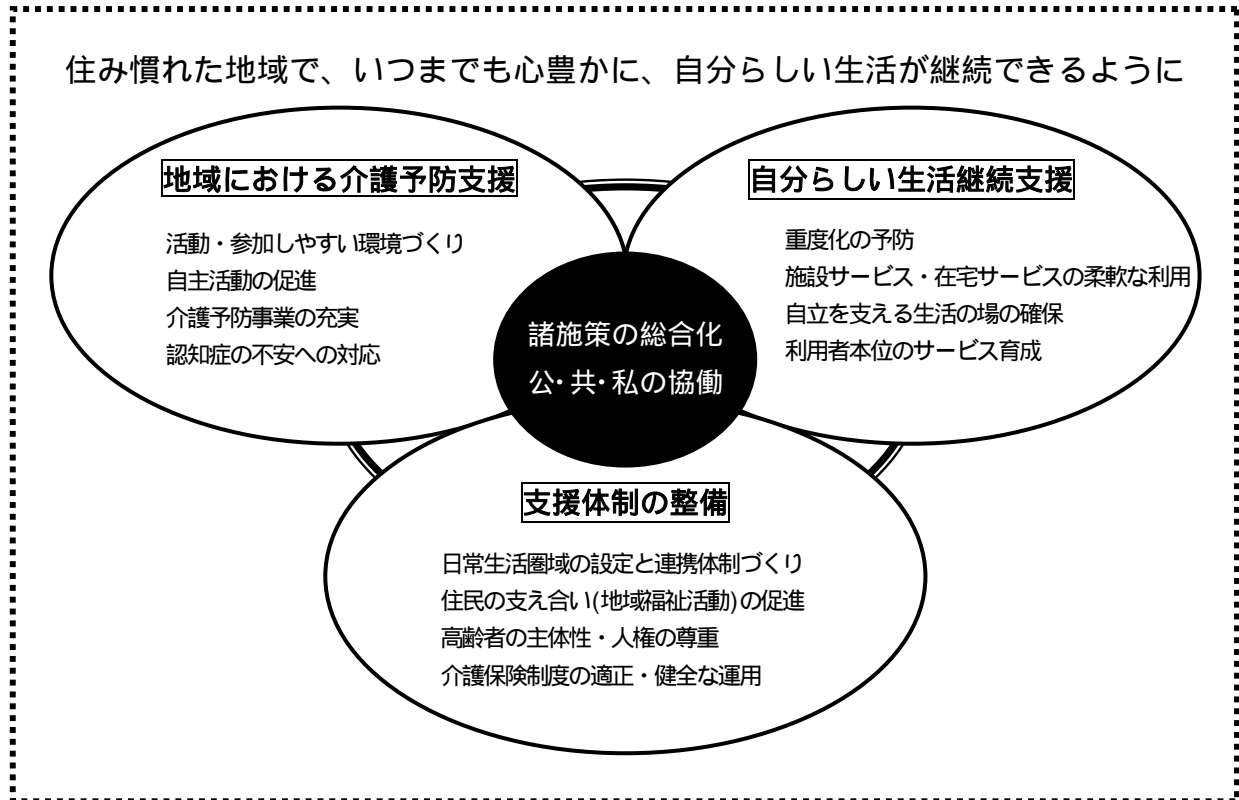 住み慣れた地域で、いつまでも心豊かに、自分らしい生活が継続できるように
地域における介護予防支援
活動・参加しやすい環境づくり
自主活動の促進
介護予防事業の充実
認知症の不安への対応
自分らしい生活継続支援
重度化の予防
施設サービス・在宅サービスの柔軟な利用
自立を支える生活の場の確保
利用者本位のサービス育成
諸施策の総合化
公・共・私の協働
支援体制の整備
日常生活圏域の設定と連携体制づくり
住民の支え合い(地域福祉活動)の促進
高齢者の主体性・人権の尊重
介護保険制度の適正・健全な運用